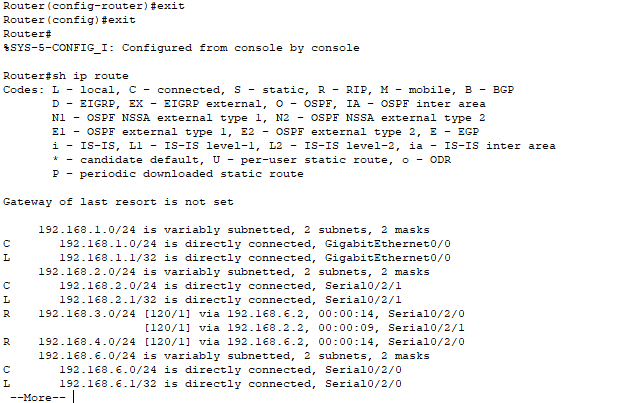 Router(config-router)#exit
Router(config)#exit
Router#
%SYS-5-CONFIG_I: Configured from console by console
Router#sh ip route
Codes: L - local, C - connected, S - static, R - RIP, M - mobile, B - BGP
D - EIGRP, EX - EIGRP external, O - OSPF, IA - OSPF inter area
N1 - OSPF NSSA external type 1, N2 - OSPF NSSA external type 2
E1 - OSPF external type 1, E2 - OSPF external type 2, E - EGP
i - IS-IS, L1 - IS-IS level-1, L2 - IS-IS level-2, ia - IS-IS inter area
* - candidate default, U - per-user static route, o - ODR
P - periodic downloaded static route
Gateway of last resort is not set
192.168.1.0/24 is variably subnetted, 2 subnets, 2 masks
C 192.168.1.0/24 is directly connected, GigabitEthernet0/0
L 192.168.1.1/32 is directly connected, GigabitEthernet0/0
192.168.2.0/24 is variably subnetted, 2 subnets, 2 masks
C 192.168.2.0/24 is directly connected, Serial0/2/1
L 192.168.2.1/32 is directly connected, Serial0/2/1
R 192.168.3.0/24 [120/1] via 192.168.6.2, 00:00:14, Serial0/2/0
[120/1] via 192.168.2.2, 00:00:09, Serial0/2/1
R 192.168.4.0/24 [120/1] via 192.168.6.2, 00:00:14, Serial0/2/0
192.168.6.0/24 is variably subnetted, 2 subnets, 2 masks
C 192.168.6.0/24 is directly connected, Serial0/2/0
L 192.168.6.1/32 is directly connected, Serial0/2/0
--More--